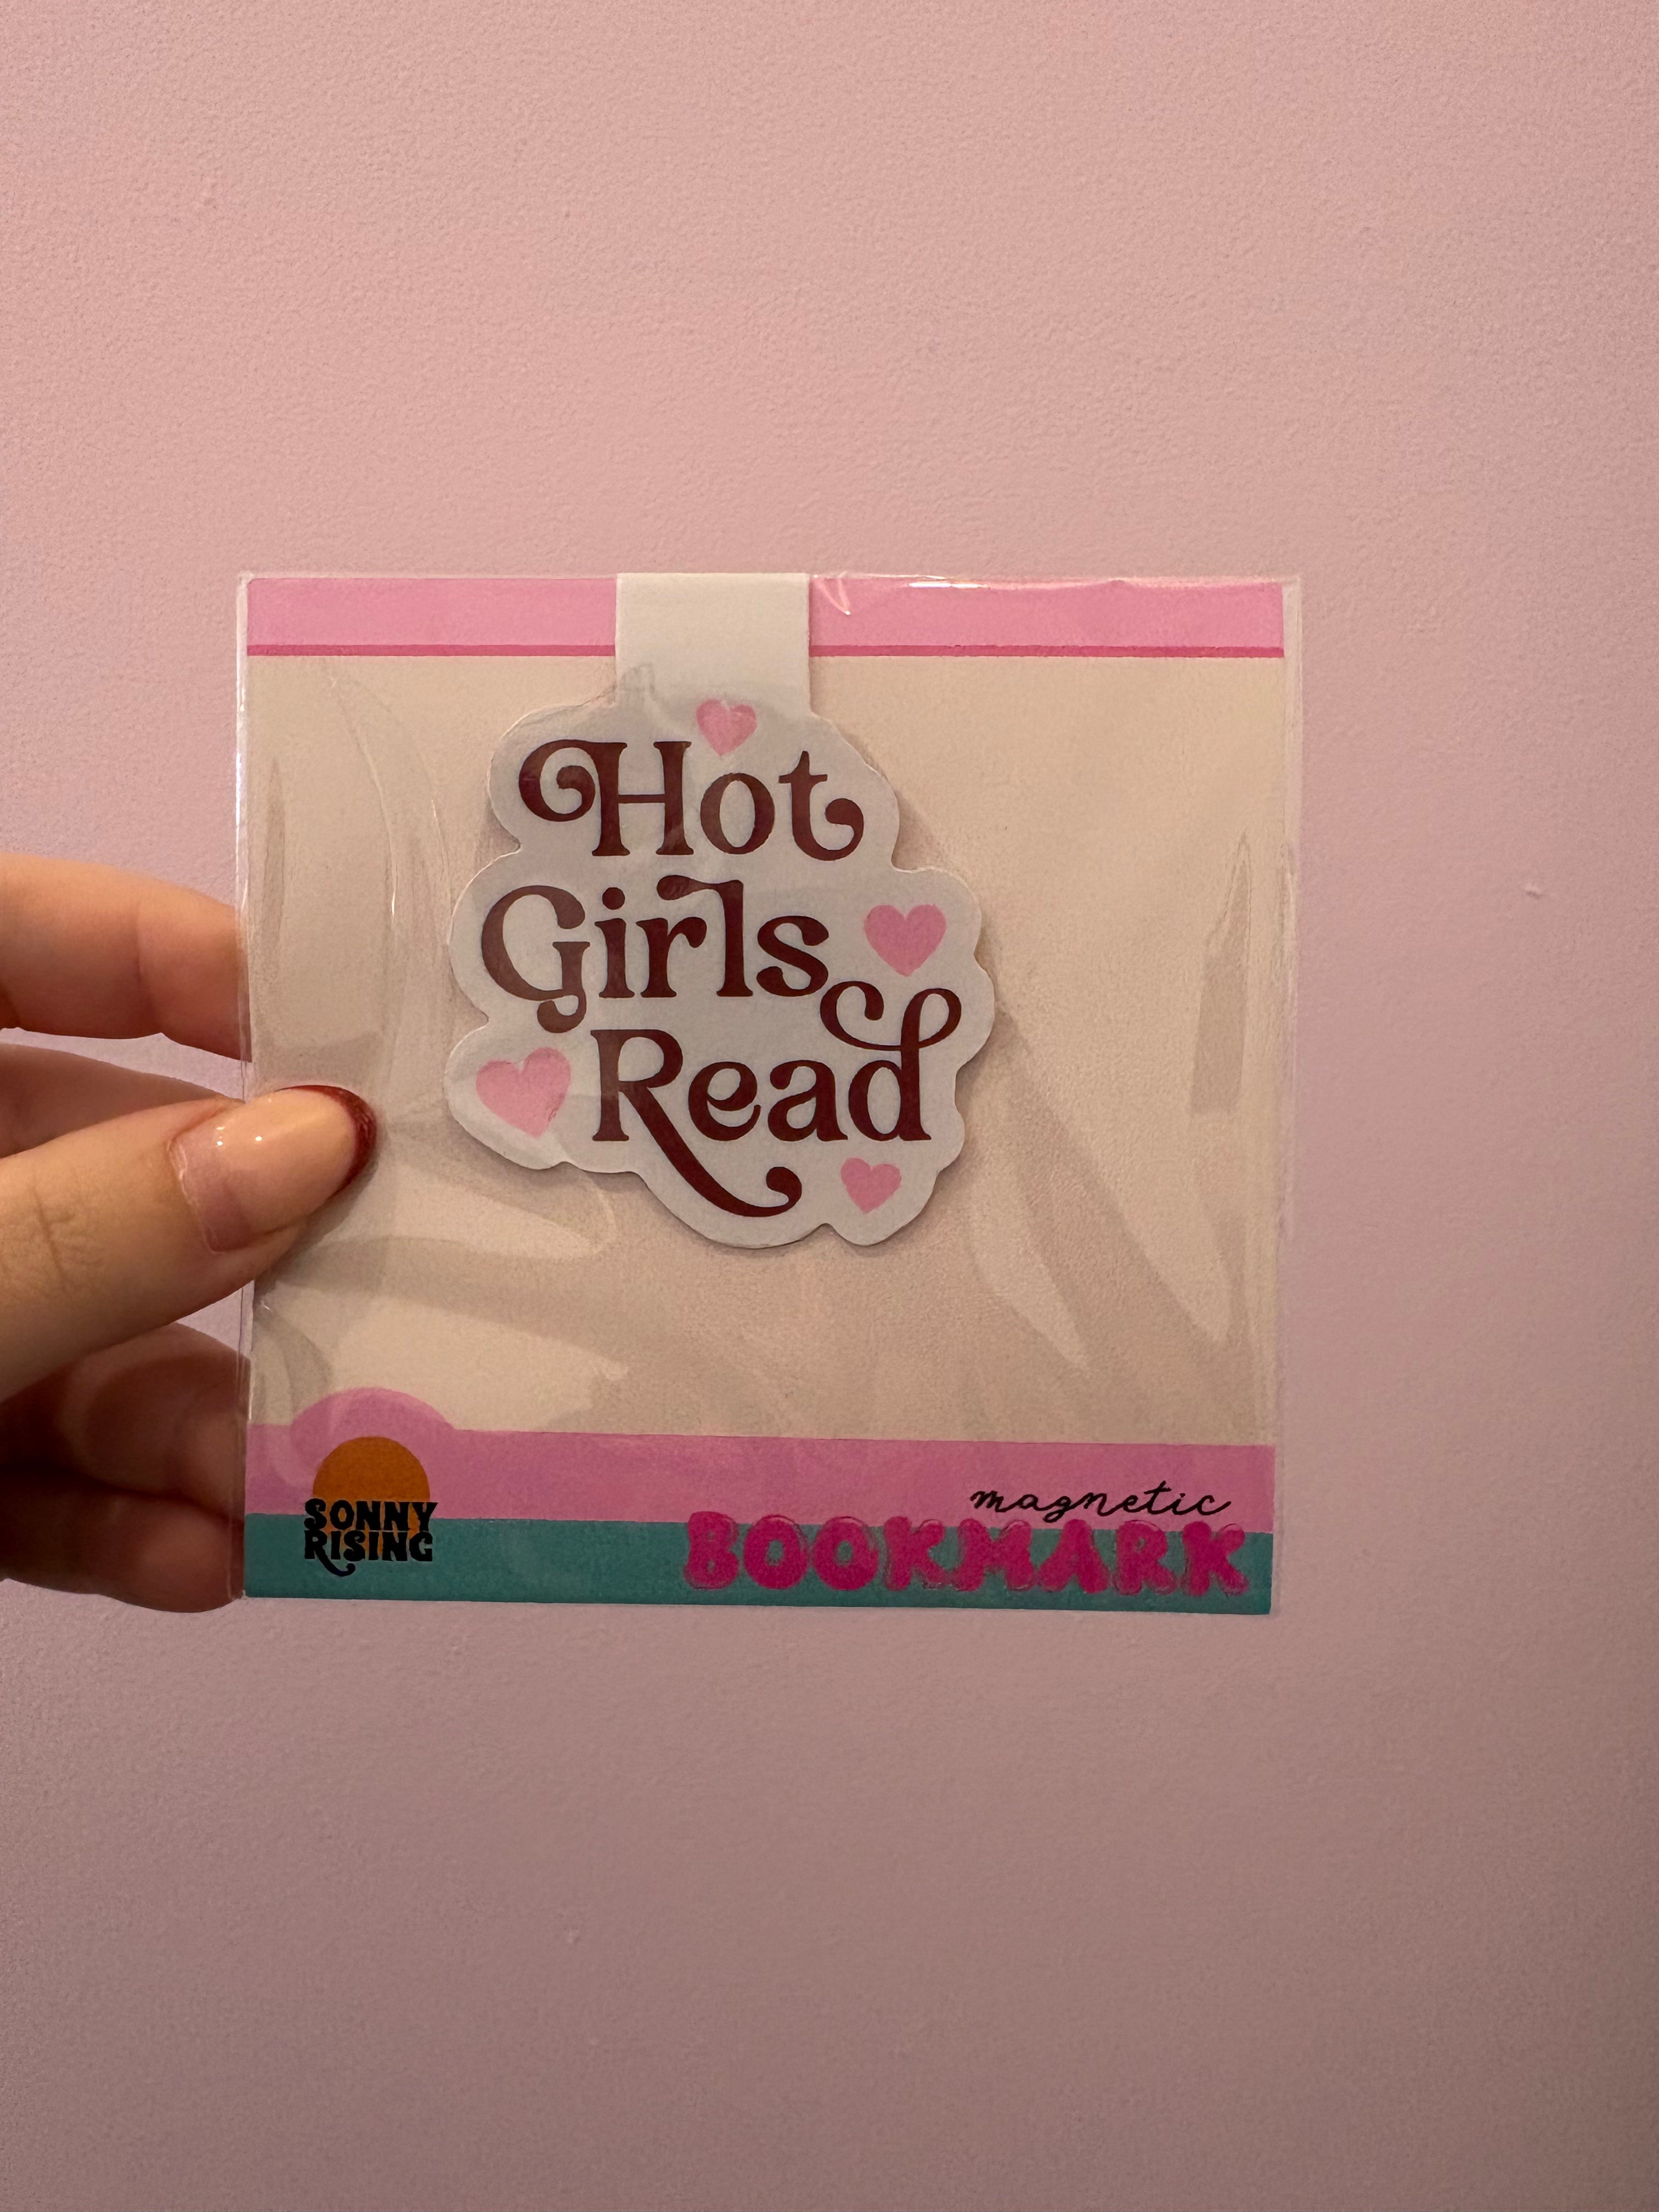 Hot
Girls
Read
SONNY
RISING
magnetic
BOOKMARK